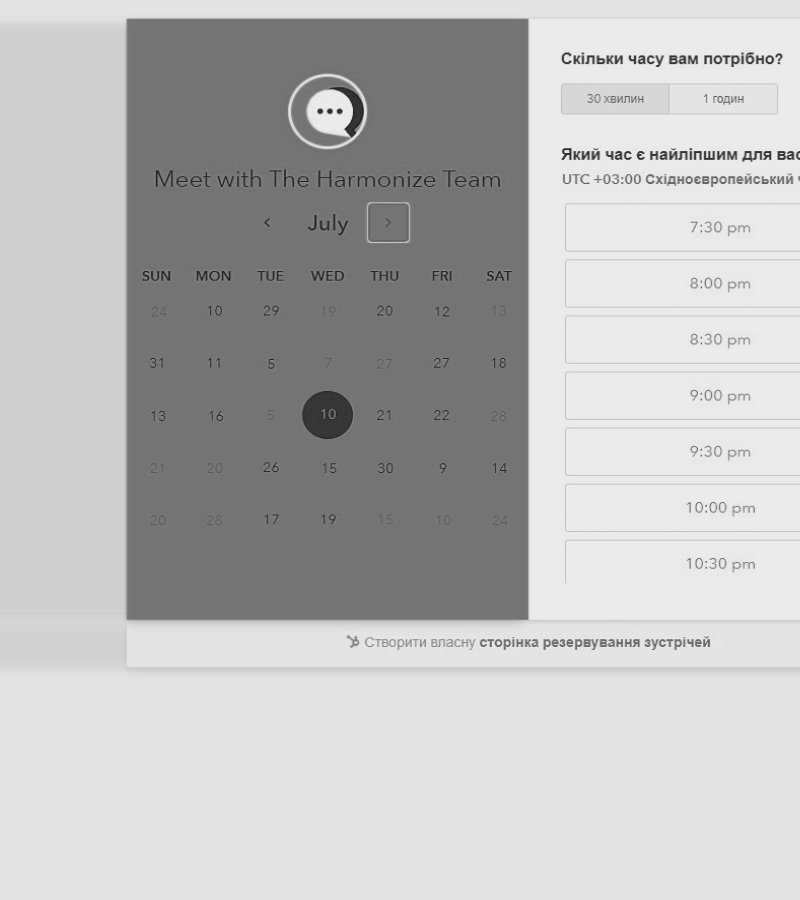 Meet with The Harmonize Team
July
SUN MON TUE WED THU FRI SAT
24 10 29 19 20 12 13
31 11 5 7 27 27 18
13 16 5 10 21 22 28
21 20 26 15 30 9 14
20 28 17 19 15 10 24
Скільки часу вам потрібно?
30 хвилин 1 годин
Який час є найліпшим для
UTC +03:00 Східноєвропейський
7:30 pm
8:00 pm
8:30 pm
9:00 pm
9:30 pm
10:00 pm
10:30 pm
Створити власну сторінка резервування зустрічей